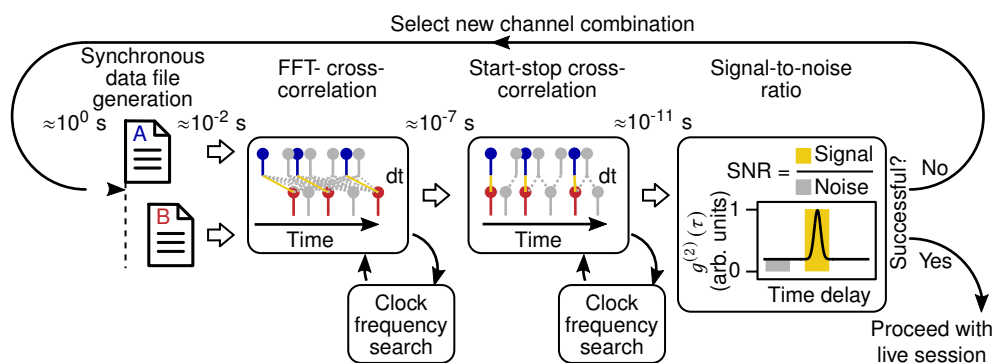 Select new channel combination
Synchronous
data file
generation
FFT- cross-
correlation
Start-stop cross-
correlation
Signal-to-noise
ratio
≈10⁰ s
≈10⁻² s
≈10⁻⁷ s
≈10⁻¹¹ s
A
B
dt
Time
dt
Time
SNR = Signal
Noise
g⁽²⁾(τ)
(arb. units)
1
0
Time delay
Successful?
No
Yes
Clock
frequency
search
Clock
frequency
search
Proceed with
live session